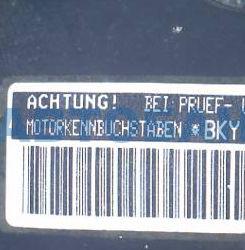 ACHTUNG! BEI PRUEF-
MOTORKENNBUCHSTABEN *BKY